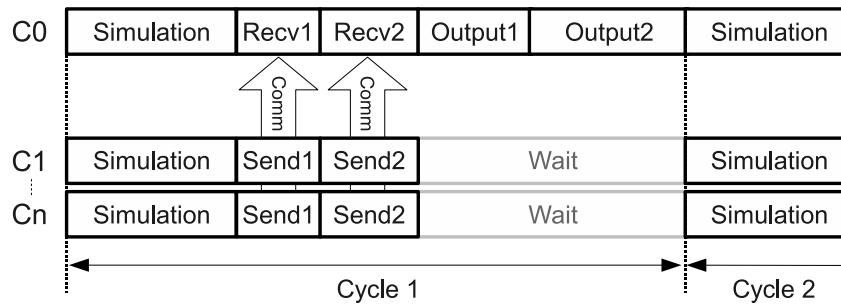 C0 Simulation Recv1 Recv2 Output1 Output2 Simulation
Comm Comm
C1 Simulation Send1 Send2 Wait Simulation
Cn Simulation Send1 Send2 Wait Simulation
Cycle 1 Cycle 2